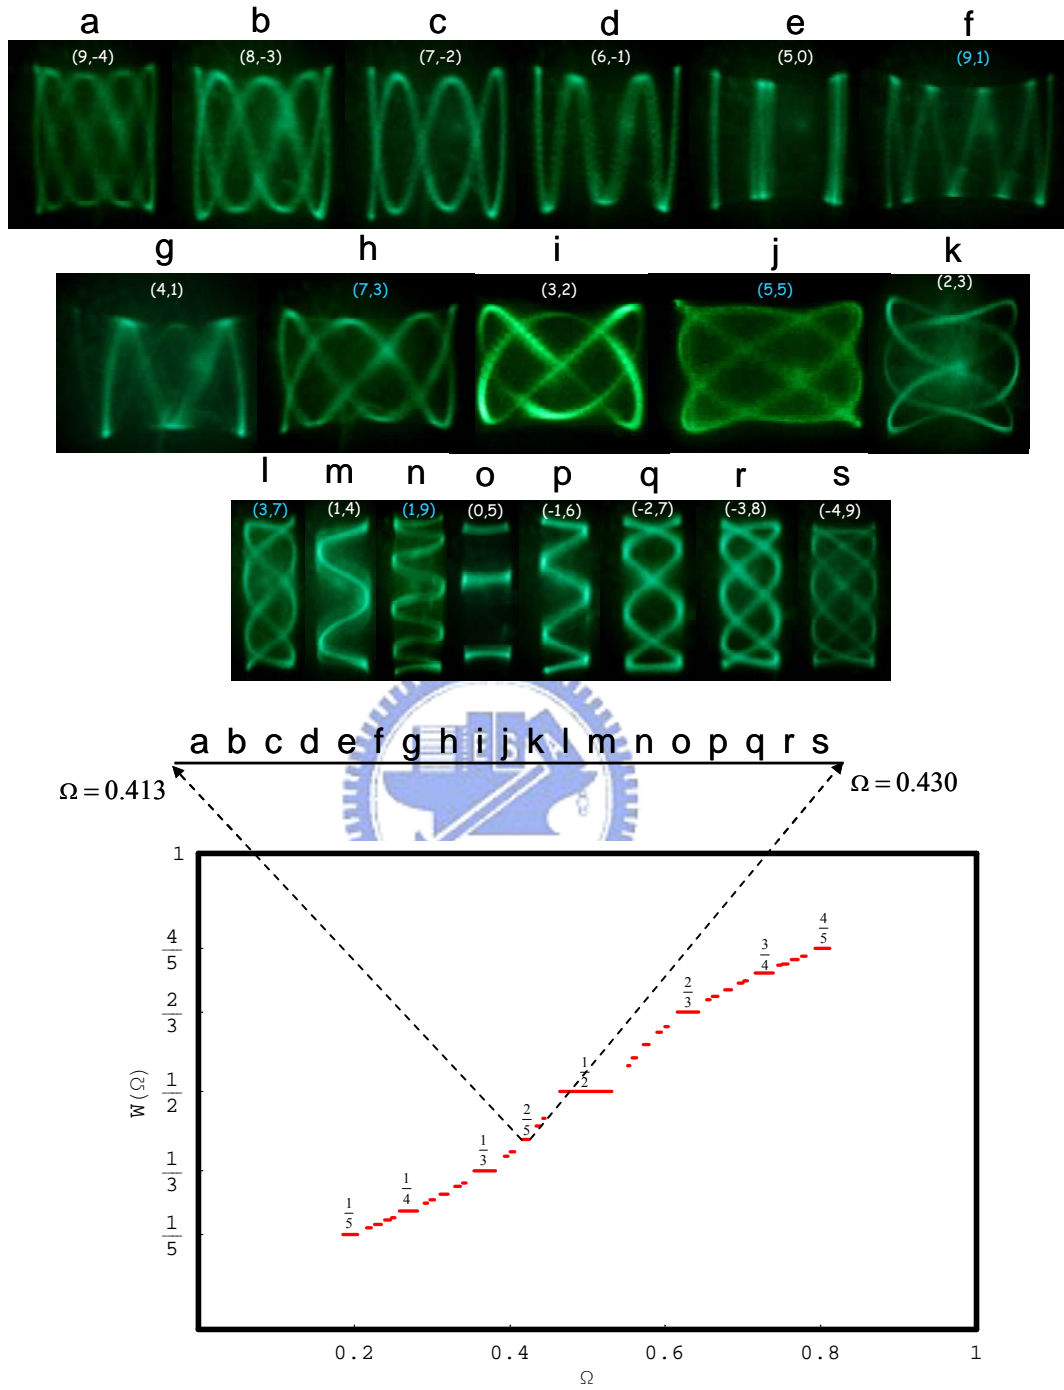 a b c d e f
(9,-4) (8,-3) (7,-2) (6,-1) (5,0) (9,1)
g h i j k
(4,1) (7,3) (3,2) (5,5) (2,3)
l m n o p q r s
(3,7) (1,4) (1,9) (0,5) (-1,6) (-2,7) (-3,8) (-4,9)
a b c d e f g h i j k l m n o p q r s
Ω = 0.413
Ω = 0.430
1
4/5
2/3
1/2
1/3
1/5
W(Ω)
4/5
3/4
2/3
1/2
2/5
1/3
1/4
1/5
0.2 0.4 0.6 0.8 1
Ω